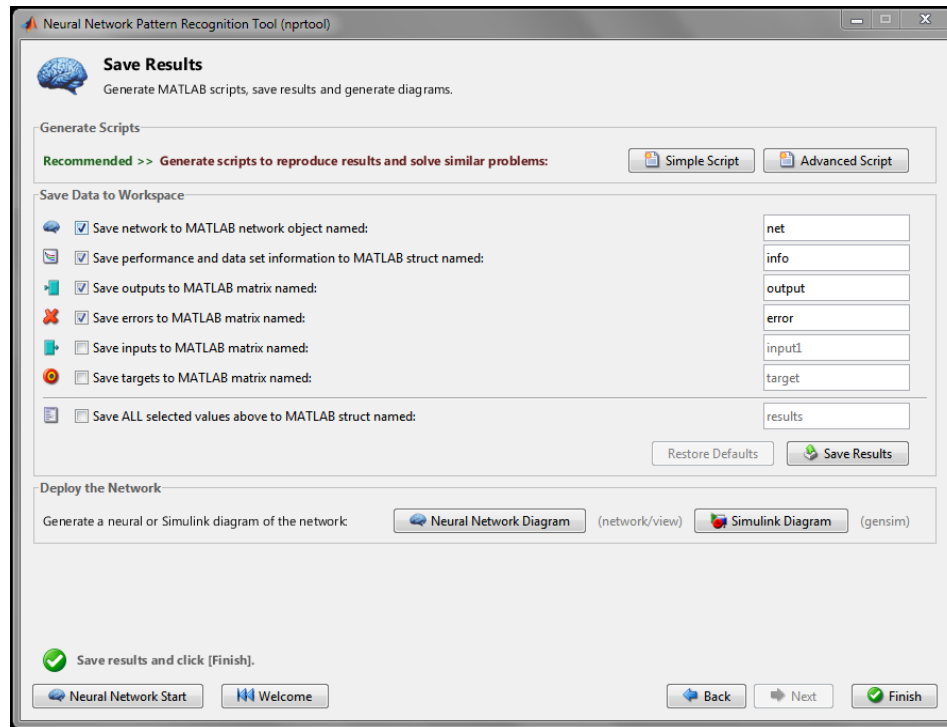 Neural Network Pattern Recognition Tool (nprtool)
Save Results
Generate MATLAB scripts, save results and generate diagrams.
Generate Scripts
Recommended >> Generate scripts to reproduce results and solve similar problems: Simple Script Advanced Script
Save Data to Workspace
Save network to MATLAB network object named: net
Save performance and data set information to MATLAB struct named: info
Save outputs to MATLAB matrix named: output
Save errors to MATLAB matrix named: error
Save inputs to MATLAB matrix named: input1
Save targets to MATLAB matrix named: target
Save ALL selected values above to MATLAB struct named: results
Restore Defaults Save Results
Deploy the Network
Generate a neural or Simulink diagram of the network: Neural Network Diagram (network/view) Simulink Diagram (gensim)
Save results and click [Finish].
Neural Network Start Welcome Back Next Finish